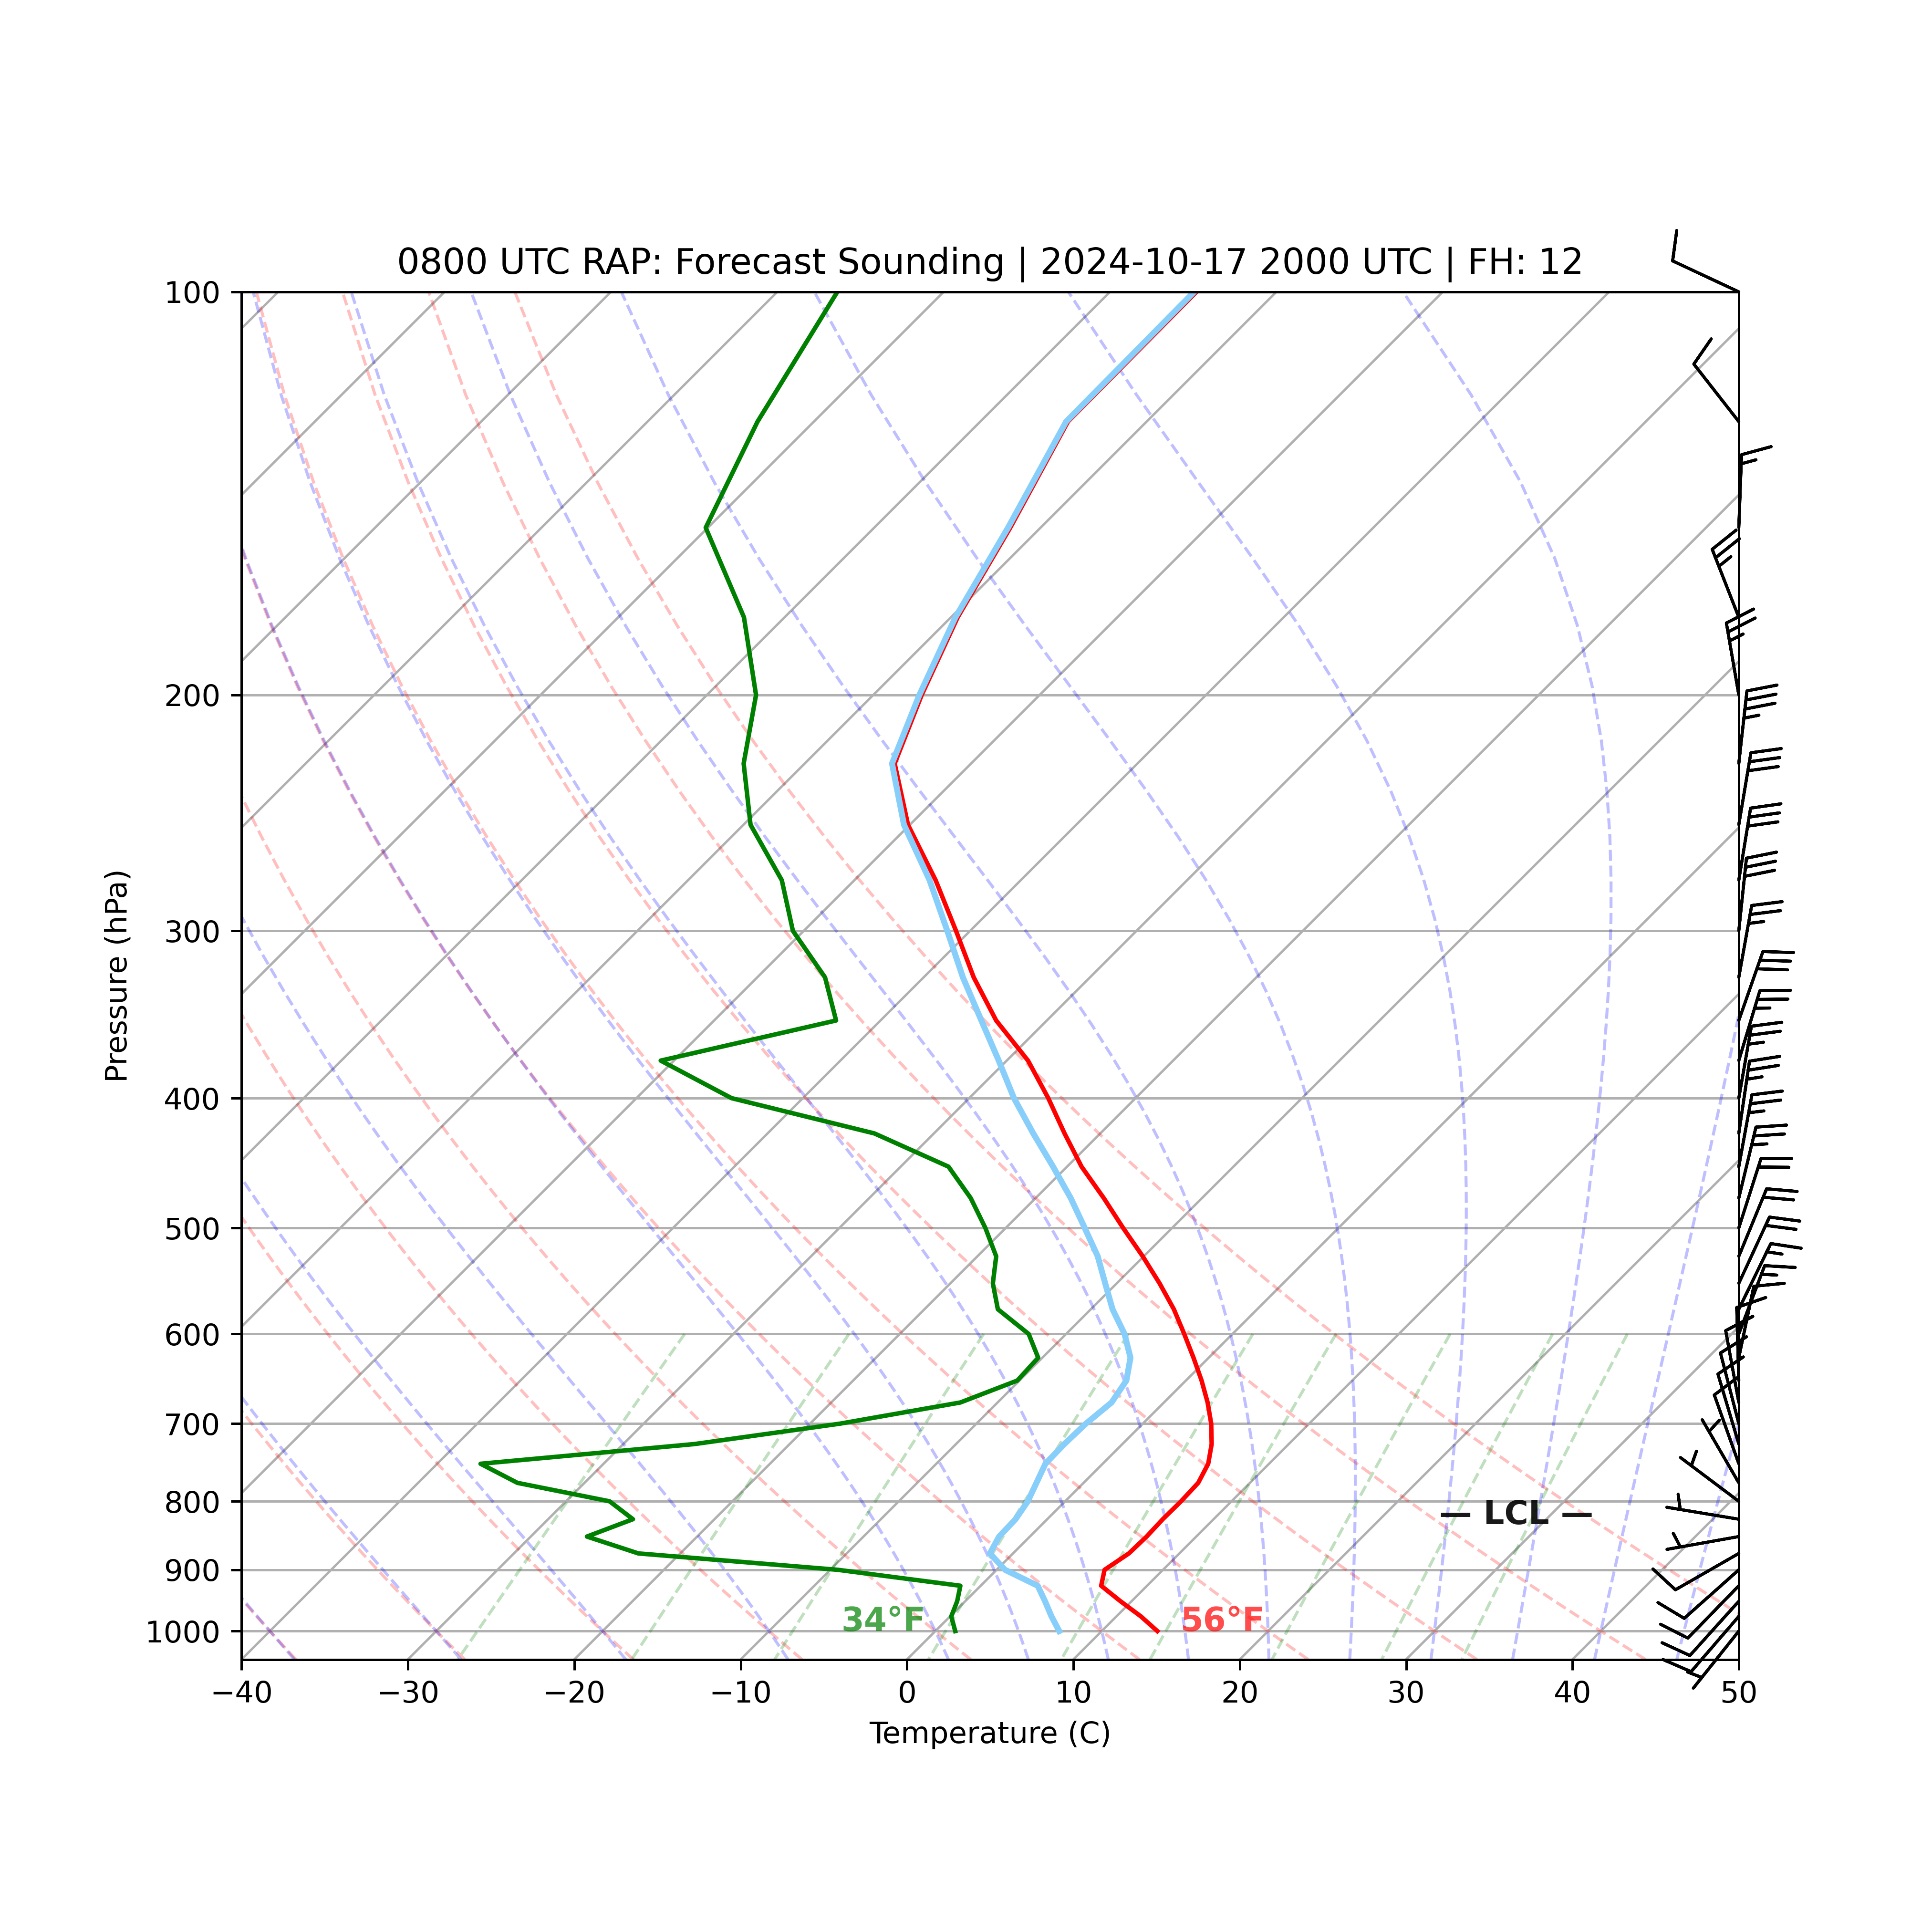 0800 UTC RAP: Forecast Sounding | 2024-10-17 2000 UTC | FH: 12
100
200
300
400
500
600
700
800
900
1000
Pressure (hPa)
— LCL —
34°F
56°F
−40 −30 −20 −10 0 10 20 30 40 50
Temperature (C)